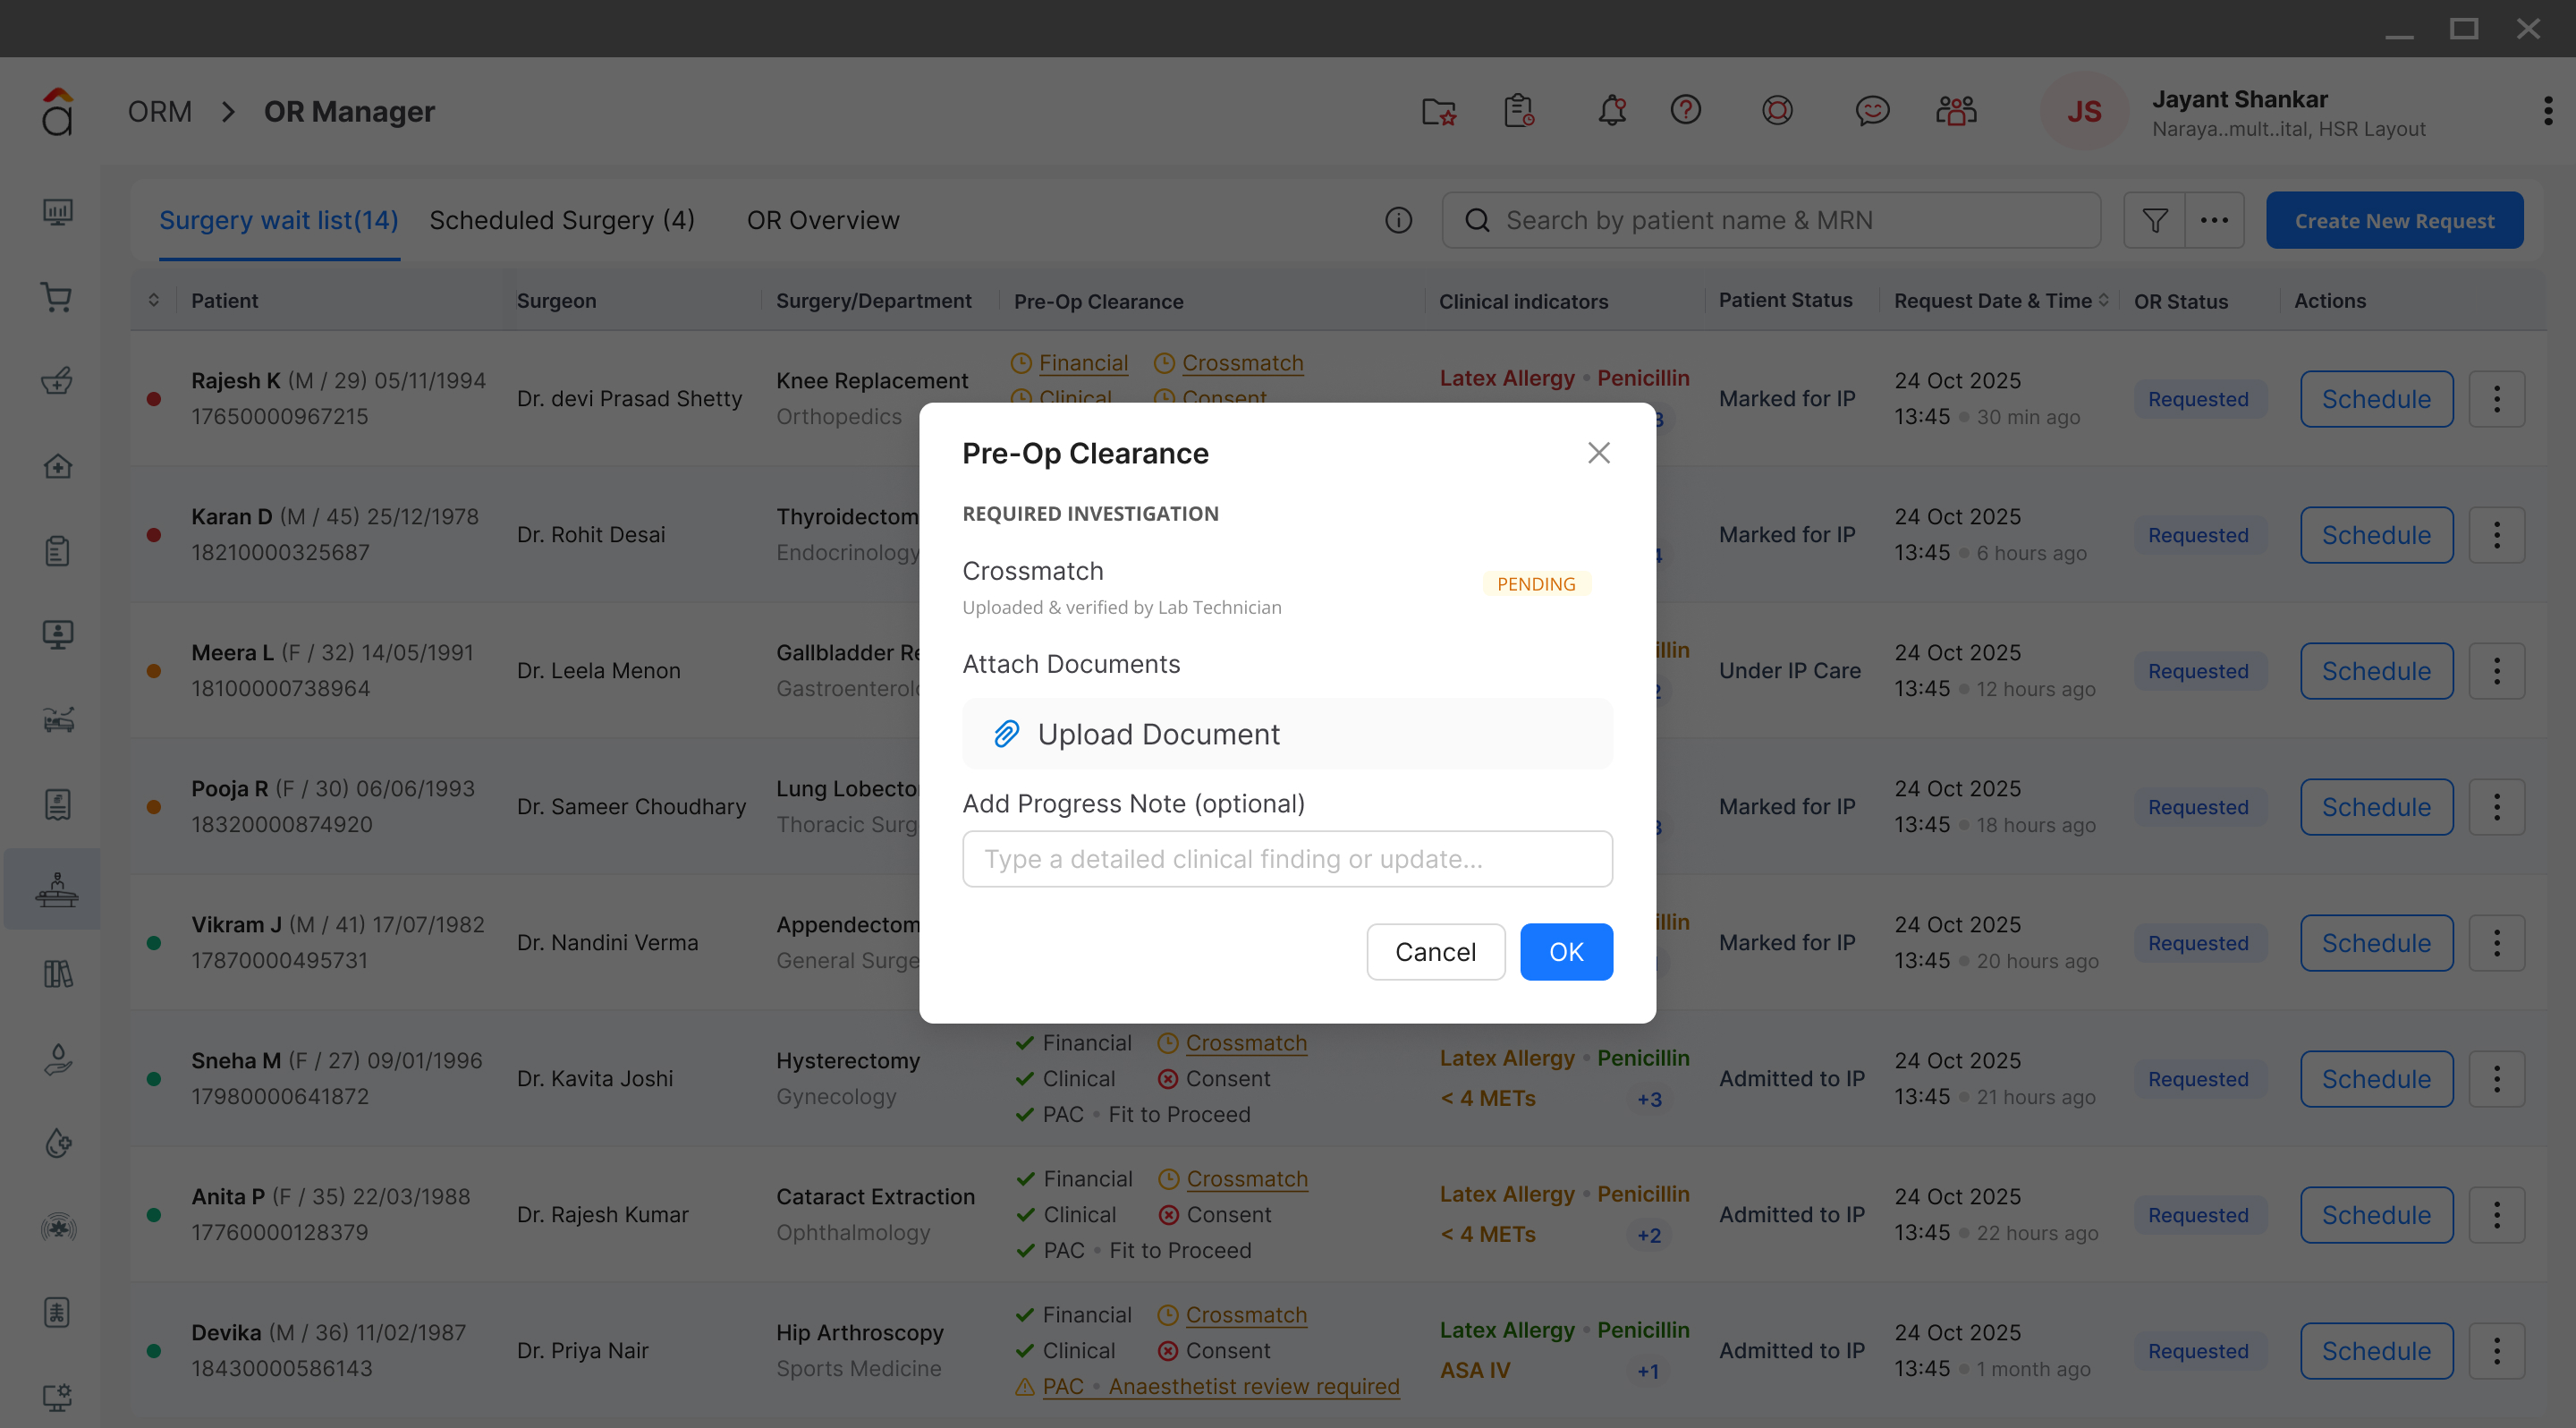 ORM > OR Manager
JS
Jayant Shankar
Naraya..mult..ital, HSR Layout
Surgery wait list(14)
Scheduled Surgery (4)
OR Overview
Search by patient name & MRN
Create New Request
Patient
Surgeon
Surgery/Department
Pre-Op Clearance
Clinical indicators
Patient Status
Request Date & Time
OR Status
Actions
Rajesh K (M / 29) 05/11/1994
17650000967215
Dr. devi Prasad Shetty
Knee Replacement
Orthopedics
Financial
Crossmatch
Clinical
Consent
Latex Allergy • Penicillin
Marked for IP
24 Oct 2025
13:45 • 30 min ago
Requested
Schedule
Karan D (M / 45) 25/12/1978
18210000325687
Dr. Rohit Desai
Endocrinology
Marked for IP
24 Oct 2025
13:45 • 6 hours ago
Requested
Schedule
Meera L (F / 32) 14/05/1991
18100000738964
Dr. Leela Menon
Gallbladder
Under IP Care
24 Oct 2025
13:45 • 12 hours ago
Requested
Schedule
Pooja R (F / 30) 06/06/1993
18320000874920
Dr. Sameer Choudhary
Lung
Thoracic
Marked for IP
24 Oct 2025
13:45 • 18 hours ago
Requested
Schedule
Vikram J (M / 41) 17/07/1982
17870000495731
Dr. Nandini Verma
General
Marked for IP
24 Oct 2025
13:45 • 20 hours ago
Requested
Schedule
Sneha M (F / 27) 09/01/1996
17980000641872
Dr. Kavita Joshi
Hysterectomy
Gynecology
Financial
Crossmatch
Clinical
Consent
PAC • Fit to Proceed
Latex Allergy • Penicillin
< 4 METs
+3
Admitted to IP
24 Oct 2025
13:45 • 21 hours ago
Requested
Schedule
Anita P (F / 35) 22/03/1988
17760000128379
Dr. Rajesh Kumar
Cataract Extraction
Ophthalmology
Financial
Crossmatch
Clinical
Consent
PAC • Fit to Proceed
Latex Allergy • Penicillin
< 4 METs
+2
Admitted to IP
24 Oct 2025
13:45 • 22 hours ago
Requested
Schedule
Devika (M / 36) 11/02/1987
18430000586143
Dr. Priya Nair
Hip Arthroscopy
Sports Medicine
Financial
Crossmatch
Clinical
Consent
PAC • Anaesthetist review required
Latex Allergy • Penicillin
ASA IV
+1
Admitted to IP
24 Oct 2025
13:45 • 1 month ago
Requested
Schedule
Pre-Op Clearance
REQUIRED INVESTIGATION
Crossmatch
Uploaded & verified by Lab Technician
PENDING
Attach Documents
Upload Document
Add Progress Note (optional)
Type a detailed clinical finding or update...
Cancel
OK